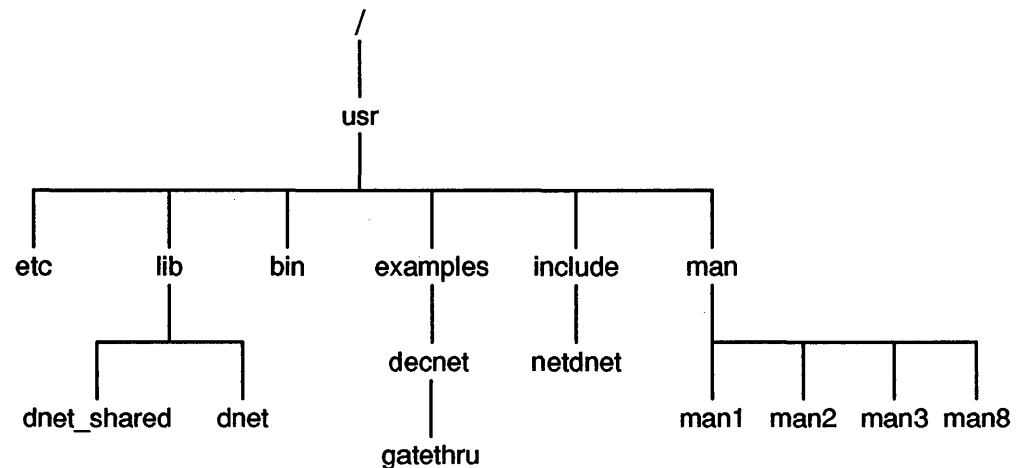 /
usr
etc lib bin examples include man
decnet netdnet
dnet_shared dnet man1 man2 man3 man8
gatethru